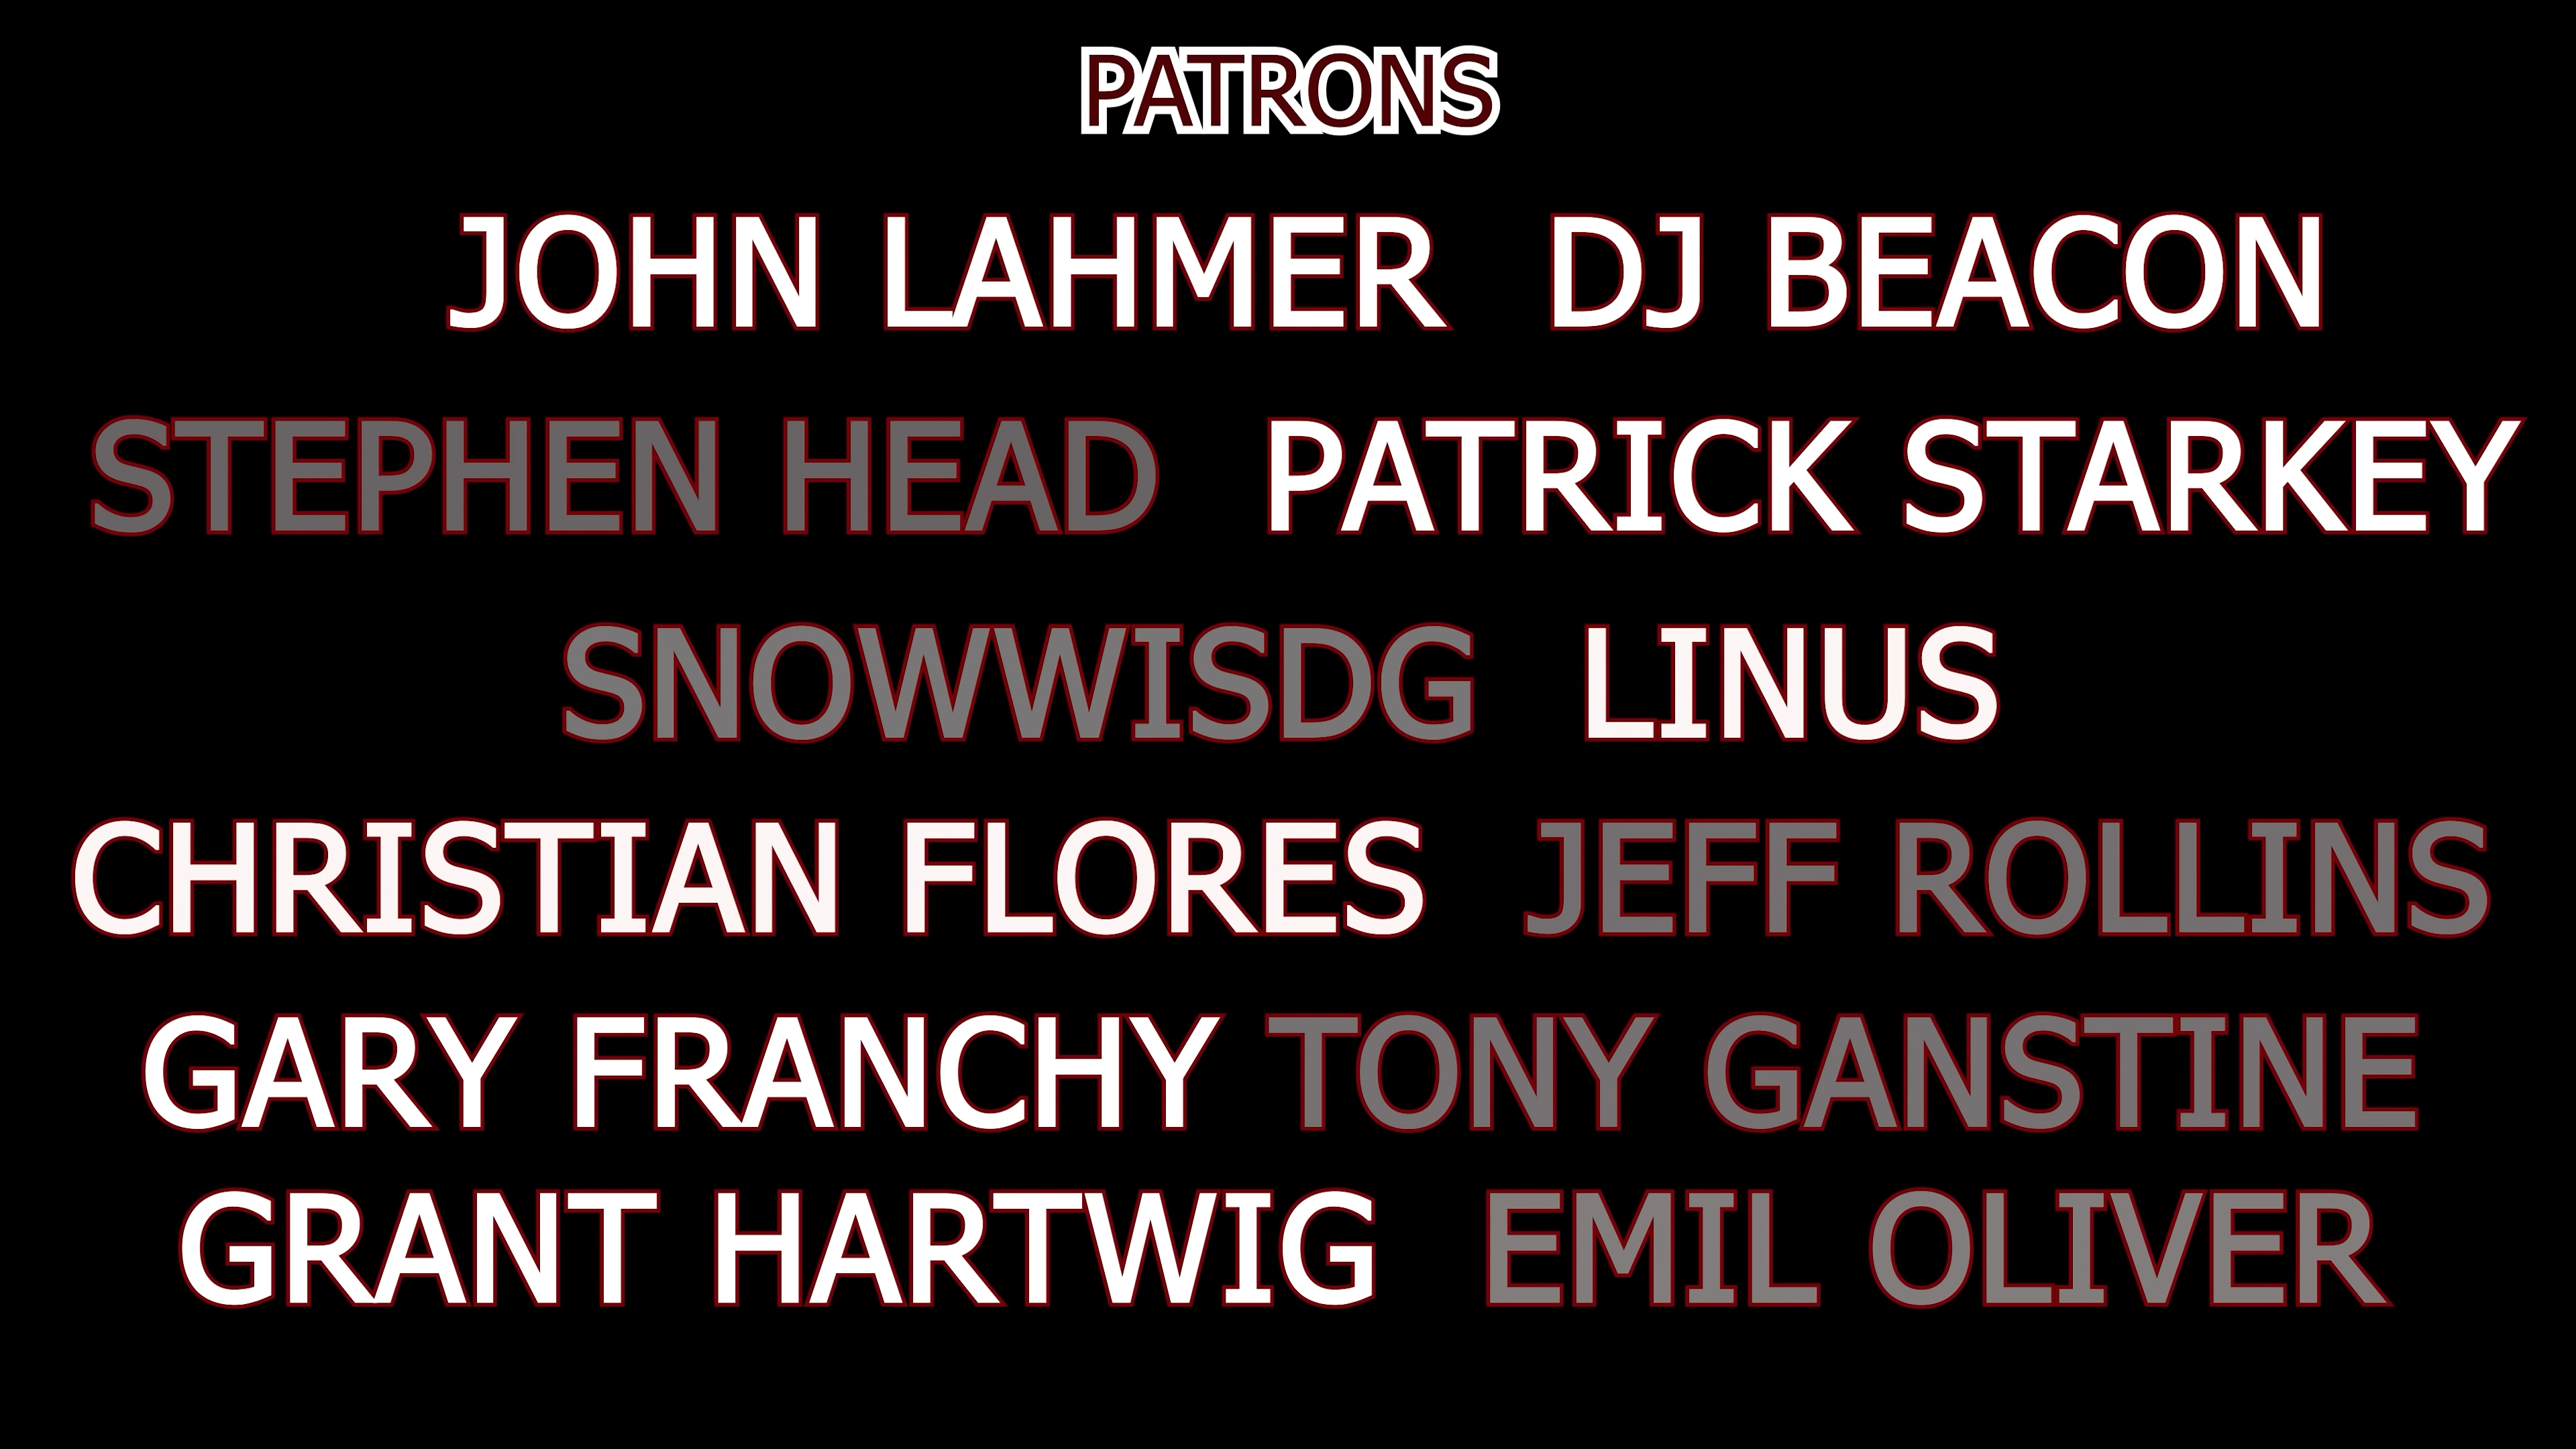 PATRONS
JOHN LAHMER DJ BEACON
STEPHEN HEAD PATRICK STARKEY
SNOWWISDG LINUS
CHRISTIAN FLORES JEFF ROLLINS
GARY FRANCHY TONY GANSTINE
GRANT HARTWIG EMIL OLIVER